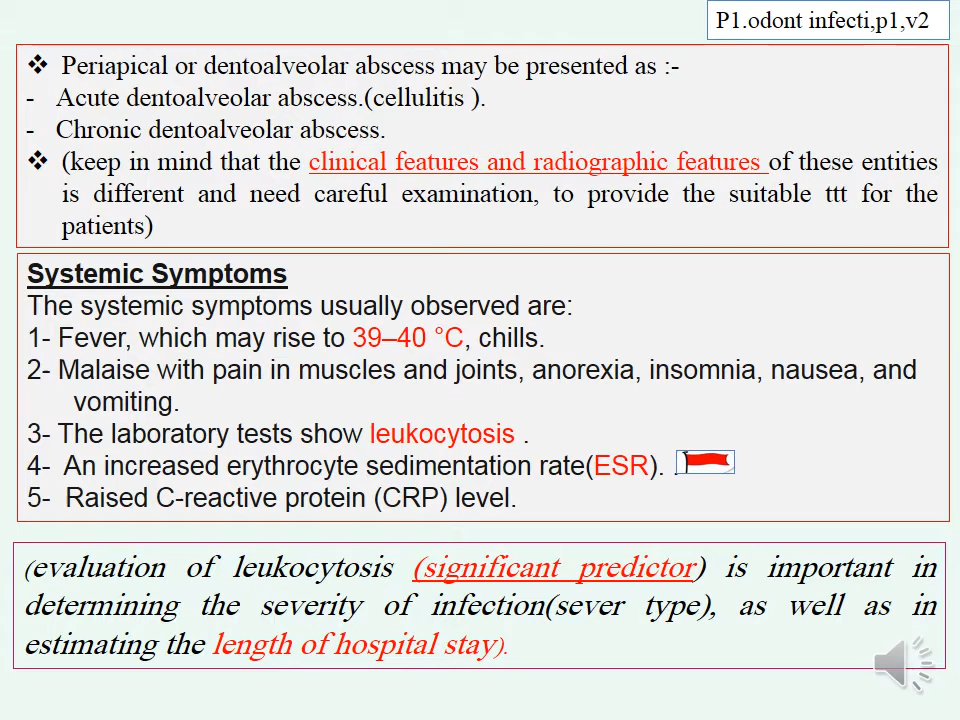 P1.odont infecti,p1,v2
❖ Periapical or dentoalveolar abscess may be presented as :-
- Acute dentoalveolar abscess.(cellulitis ).
- Chronic dentoalveolar abscess.
❖ (keep in mind that the clinical features and radiographic features of these entities
is different and need careful examination, to provide the suitable ttt for the
patients)
Systemic Symptoms
The systemic symptoms usually observed are:
1- Fever, which may rise to 39–40 °C, chills.
2- Malaise with pain in muscles and joints, anorexia, insomnia, nausea, and
vomiting.
3- The laboratory tests show leukocytosis .
4- An increased erythrocyte sedimentation rate(ESR).
5- Raised C-reactive protein (CRP) level.
(evaluation of leukocytosis (significant predictor) is important in
determining the severity of infection(sever type), as well as in
estimating the length of hospital stay).